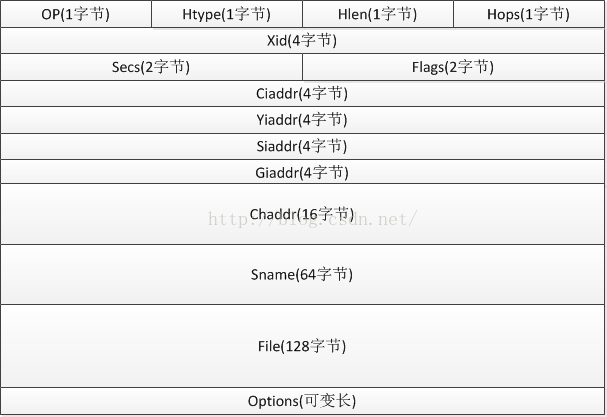 OP(1字节) Htype(1字节) Hlen(1字节) Hops(1字节)
Xid(4字节)
Secs(2字节) Flags(2字节)
Ciaddr(4字节)
Yiaddr(4字节)
Siaddr(4字节)
Giaddr(4字节)
Chaddr(16字节)
http://blog.csdn.net/
Sname(64字节)
File(128字节)
Options(可变长)